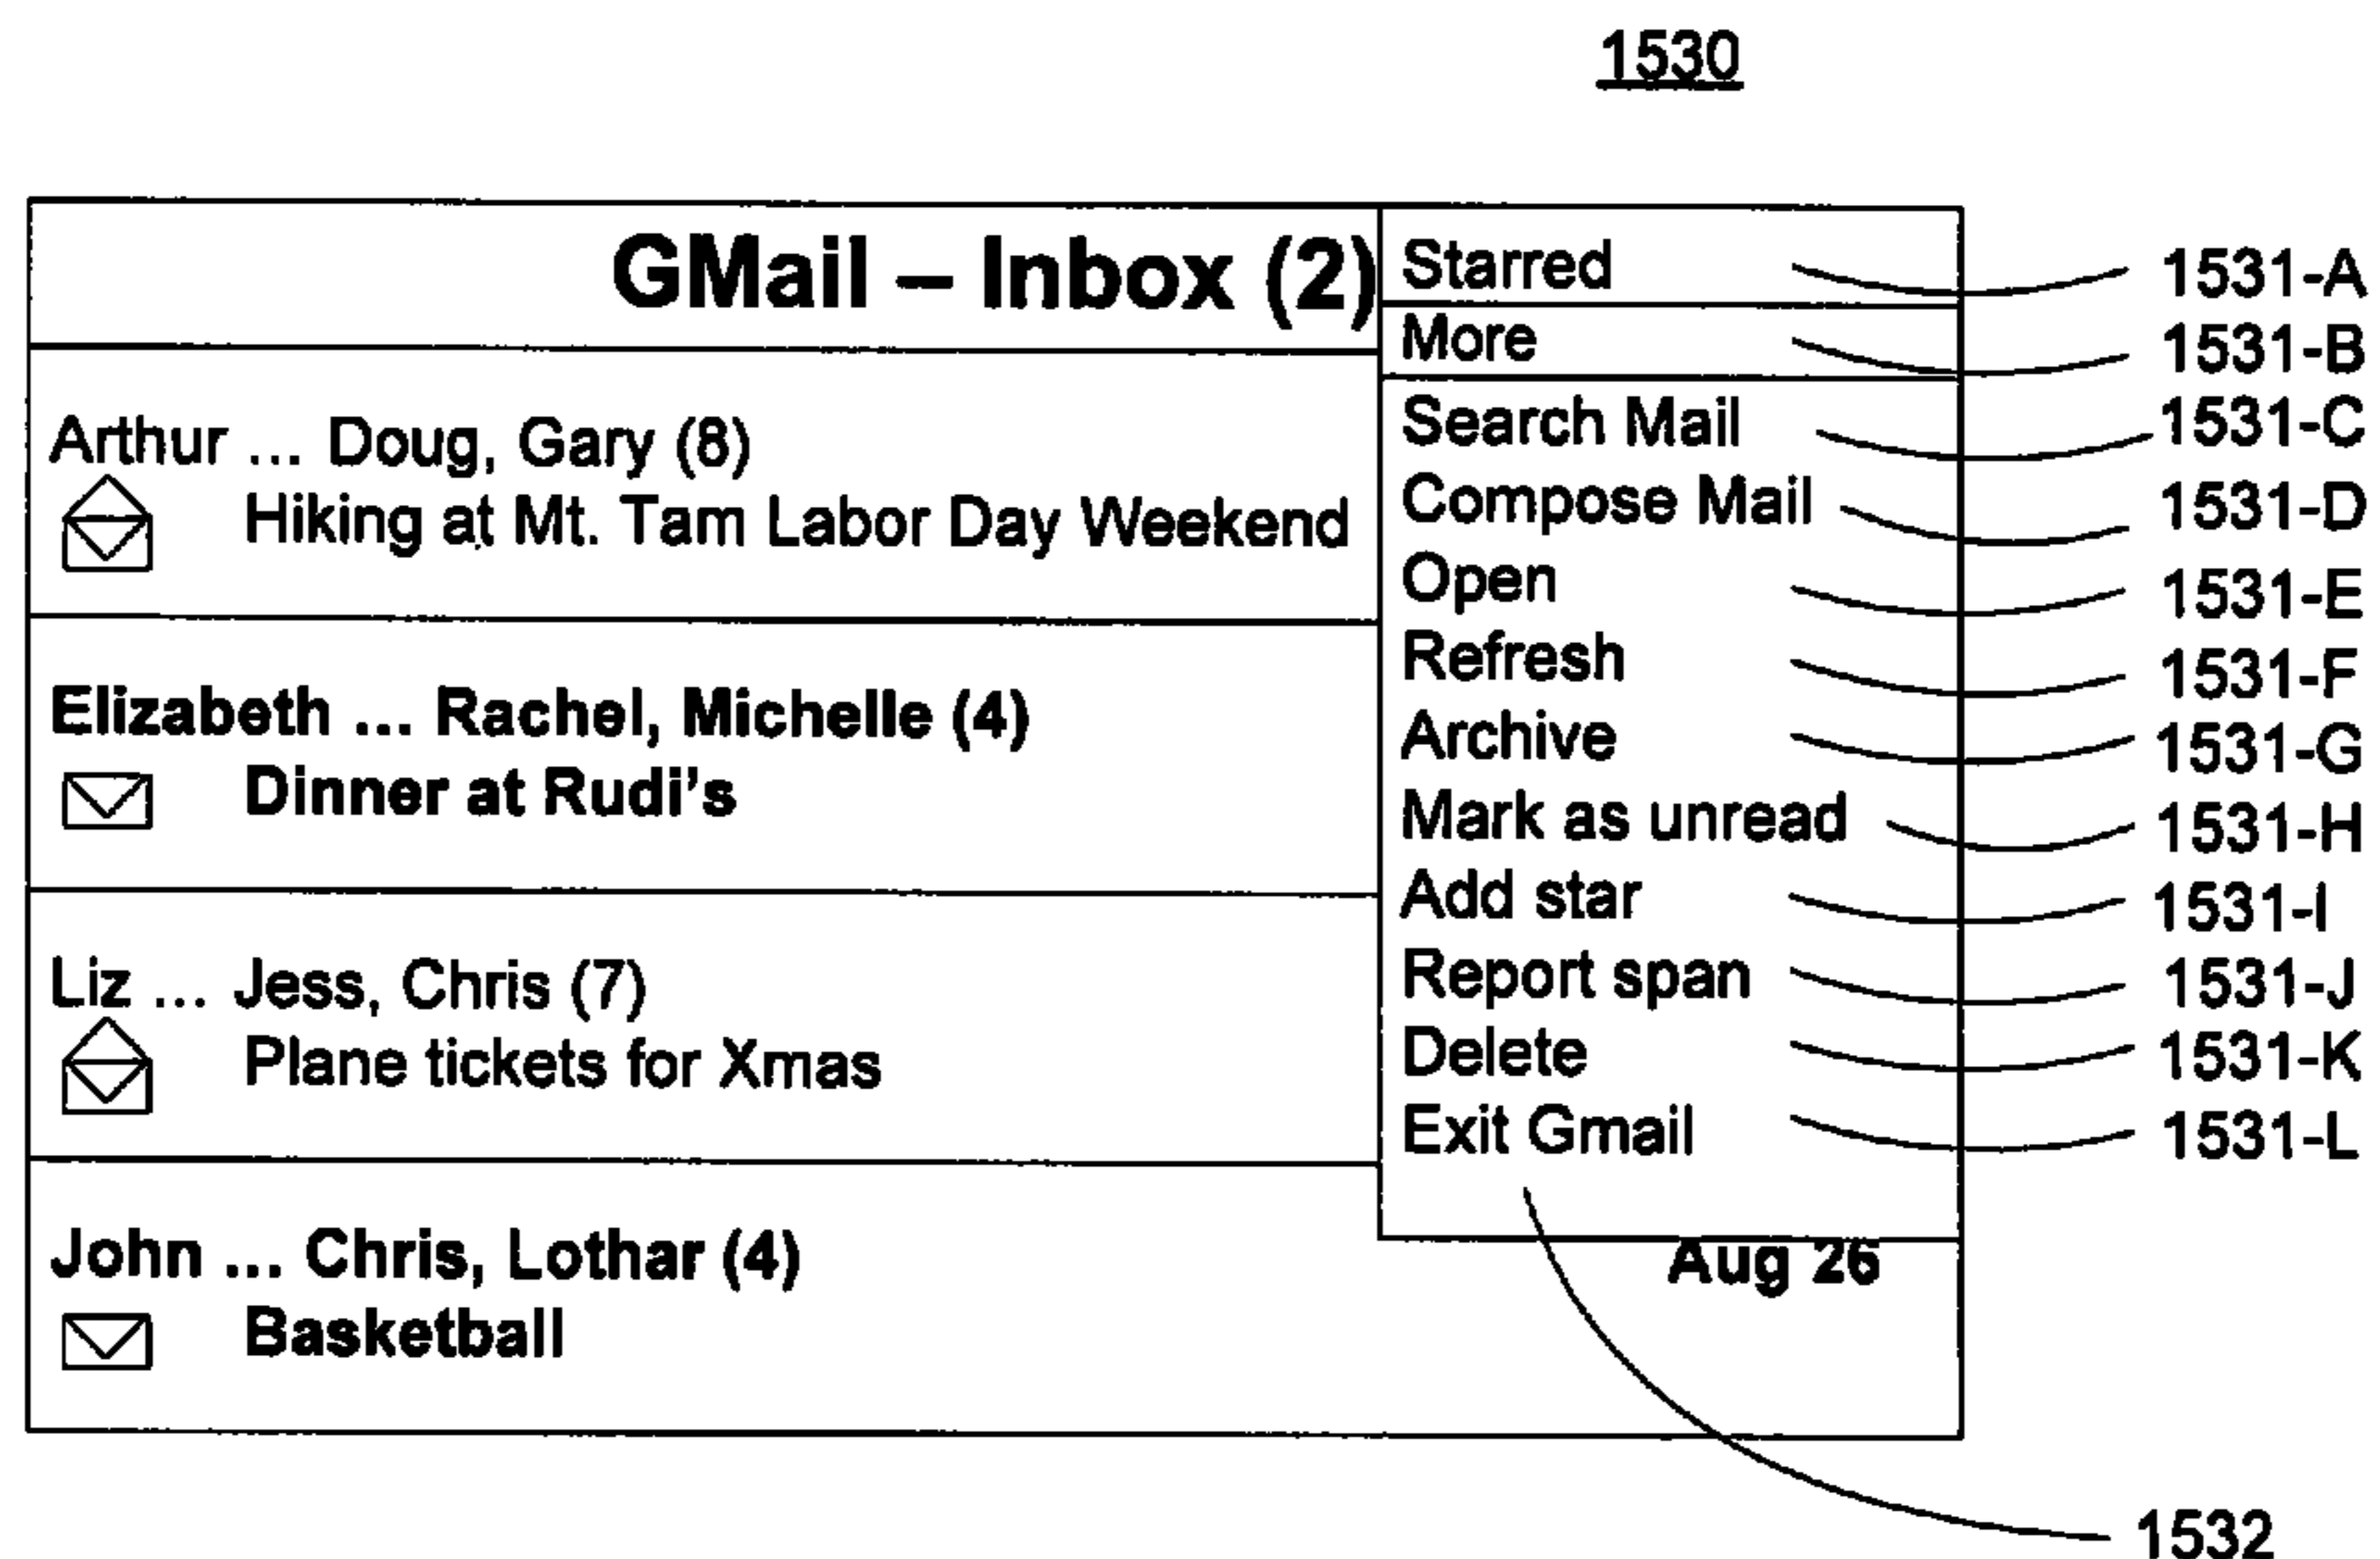 1530
GMail – Inbox (2)
Arthur ... Doug, Gary (8)
Hiking at Mt. Tam Labor Day Weekend
Elizabeth ... Rachel, Michelle (4)
Dinner at Rudi's
Liz ... Jess, Chris (7)
Plane tickets for Xmas
John ... Chris, Lothar (4)
Basketball
Aug 26
Starred
More
Search Mail
Compose Mail
Open
Refresh
Archive
Mark as unread
Add star
Report span
Delete
Exit Gmail
1531-A
1531-B
1531-C
1531-D
1531-E
1531-F
1531-G
1531-H
1531-I
1531-J
1531-K
1531-L
1532